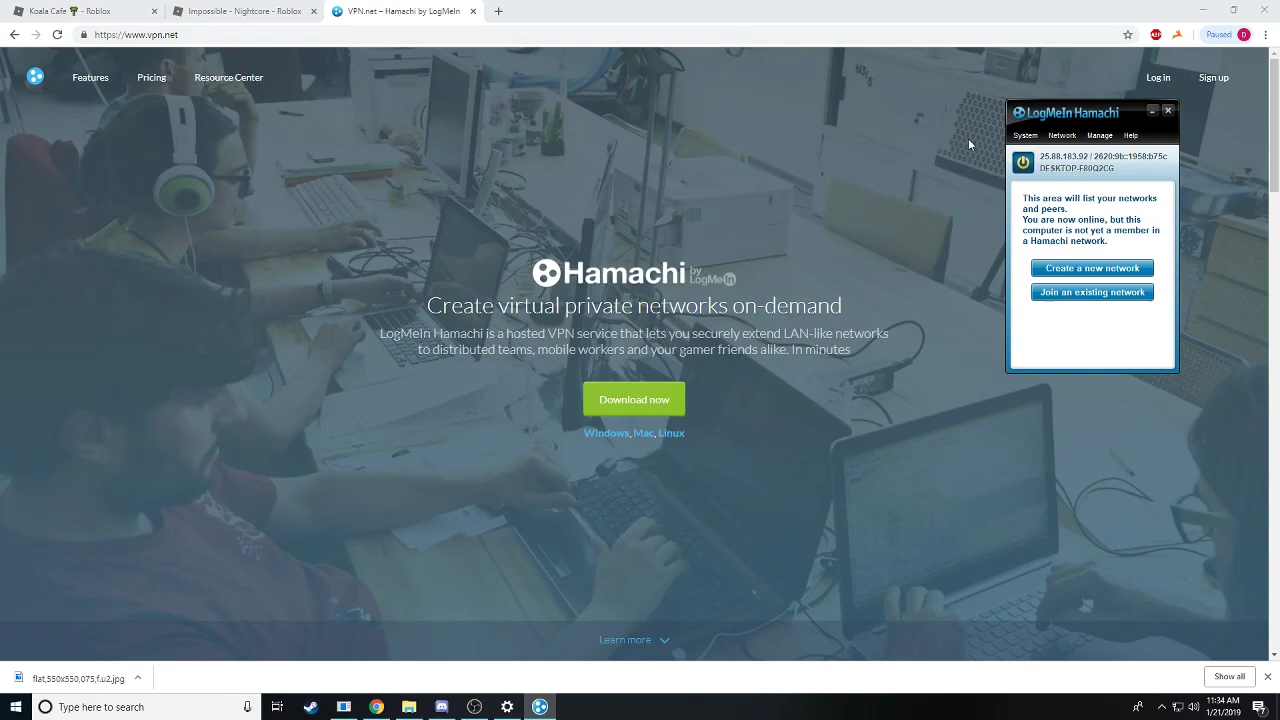 Koala Cafe - Roblox
Impossible - Nightcore - Roblox
VPN.net – Hamachi by LogMeIn
https://www.vpn.net
ABP
Paused
D
Features
Pricing
Resource Center
Log in
Sign up
LogMeIn Hamachi
System
Network
Manage
Help
25.88.183.92 / 2620:9b::1958:b75c
DESKTOP-F80Q2CG
This area will list your networks
and peers.
You are now online, but this
computer is not yet a member in
a Hamachi network.
Create a new network
Join an existing network
Hamachi by LogMeIn
Create virtual private networks on-demand
LogMeIn Hamachi is a hosted VPN service that lets you securely extend LAN-like networks
to distributed teams, mobile workers and your gamer friends alike. In minutes
Download now
Windows, Mac, Linux
Learn more
flat,550x550,075,f.u2.jpg
Show all
Type here to search
11:34 AM
1/21/2019